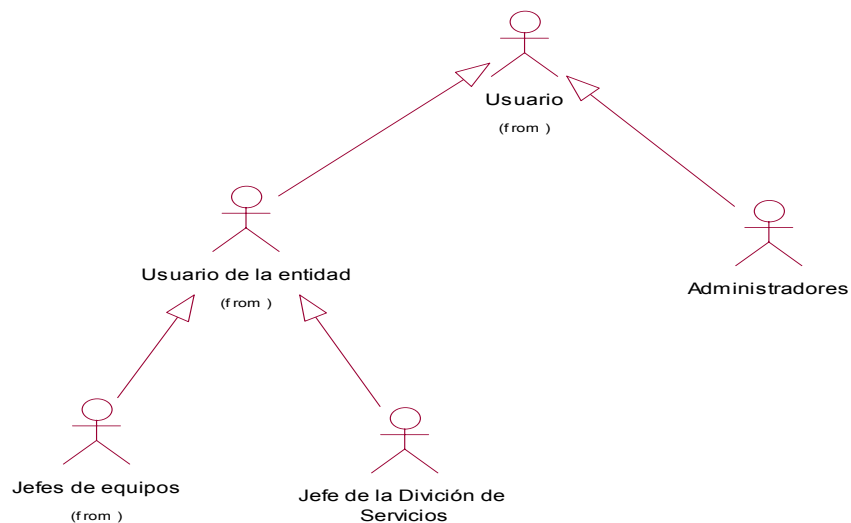 Usuario
(from )
Usuario de la entidad
(from )
Administradores
Jefes de equipos
(from )
Jefe de la Divición de
Servicios